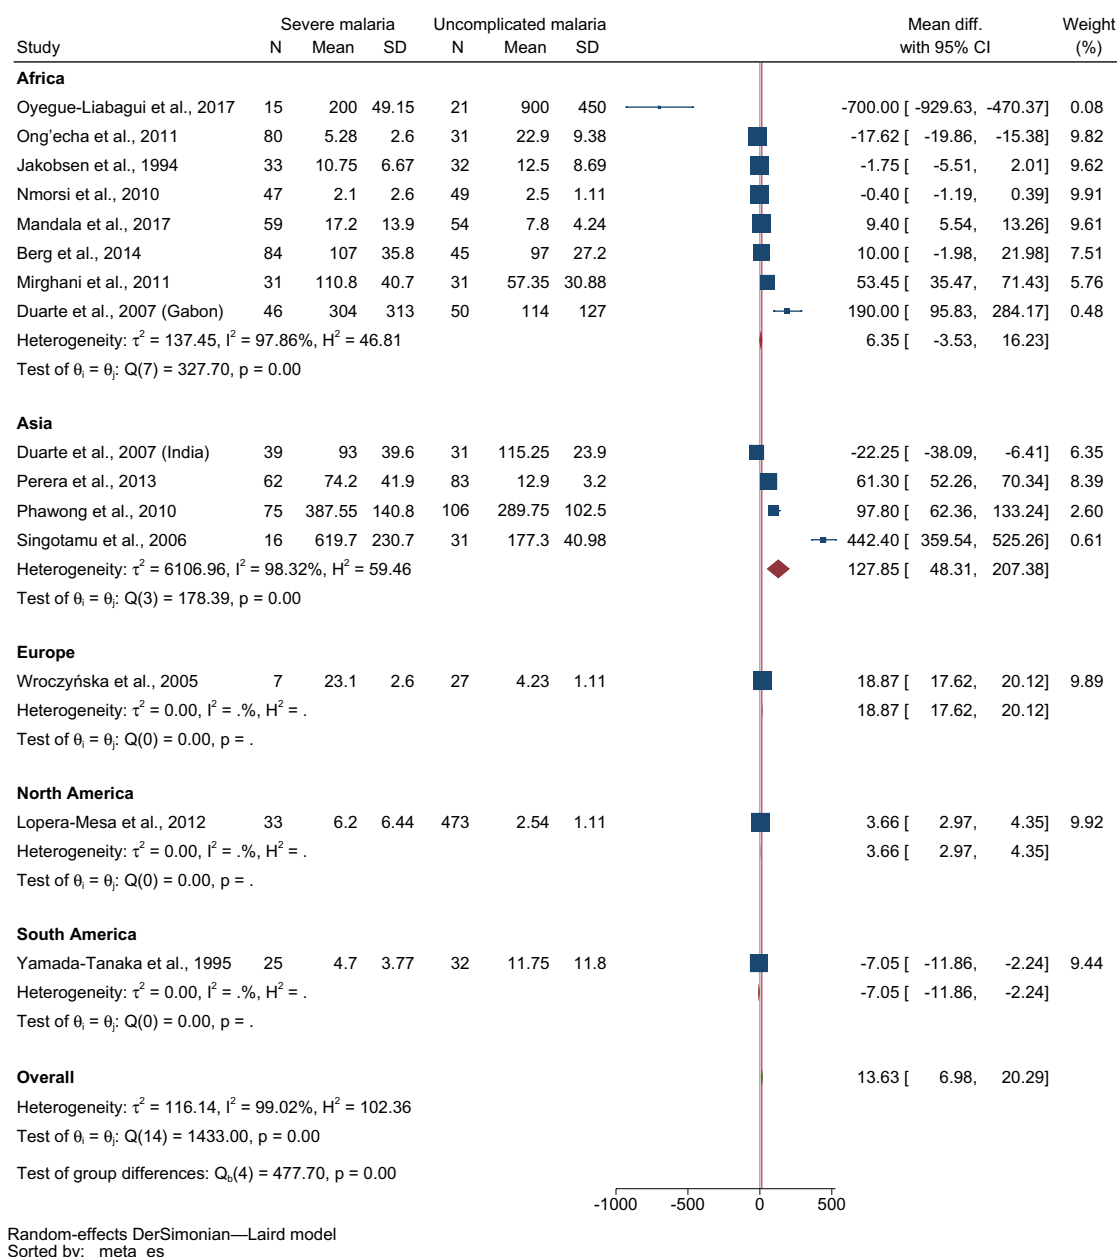 Severe malaria Uncomplicated malaria Mean diff. Weight
Study N Mean SD N Mean SD with 95% CI (%)
Africa
Oyegue-Liabagui et al., 2017 15 200 49.15 21 900 450 -700.00 [ -929.63, -470.37] 0.08
Ong'echa et al., 2011 80 5.28 2.6 31 22.9 9.38 -17.62 [ -19.86, -15.38] 9.82
Jakobsen et al., 1994 33 10.75 6.67 32 12.5 8.69 -1.75 [ -5.51, 2.01] 9.62
Nmorsi et al., 2010 47 2.1 2.6 49 2.5 1.11 -0.40 [ -1.19, 0.39] 9.91
Mandala et al., 2017 59 17.2 13.9 54 7.8 4.24 9.40 [ 5.54, 13.26] 9.61
Berg et al., 2014 84 107 35.8 45 97 27.2 10.00 [ -1.98, 21.98] 7.51
Mirghani et al., 2011 31 110.8 40.7 31 57.35 30.88 53.45 [ 35.47, 71.43] 5.76
Duarte et al., 2007 (Gabon) 46 304 313 50 114 127 190.00 [ 95.83, 284.17] 0.48
Heterogeneity: τ² = 137.45, I² = 97.86%, H² = 46.81 6.35 [ -3.53, 16.23]
Test of θᵢ = θⱼ: Q(7) = 327.70, p = 0.00
Asia
Duarte et al., 2007 (India) 39 93 39.6 31 115.25 23.9 -22.25 [ -38.09, -6.41] 6.35
Perera et al., 2013 62 74.2 41.9 83 12.9 3.2 61.30 [ 52.26, 70.34] 8.39
Phawong et al., 2010 75 387.55 140.8 106 289.75 102.5 97.80 [ 62.36, 133.24] 2.60
Singotamu et al., 2006 16 619.7 230.7 31 177.3 40.98 442.40 [ 359.54, 525.26] 0.61
Heterogeneity: τ² = 6106.96, I² = 98.32%, H² = 59.46 127.85 [ 48.31, 207.38]
Test of θᵢ = θⱼ: Q(3) = 178.39, p = 0.00
Europe
Wroczyńska et al., 2005 7 23.1 2.6 27 4.23 1.11 18.87 [ 17.62, 20.12] 9.89
Heterogeneity: τ² = 0.00, I² = .%, H² = . 18.87 [ 17.62, 20.12]
Test of θᵢ = θⱼ: Q(0) = 0.00, p = .
North America
Lopera-Mesa et al., 2012 33 6.2 6.44 473 2.54 1.11 3.66 [ 2.97, 4.35] 9.92
Heterogeneity: τ² = 0.00, I² = .%, H² = . 3.66 [ 2.97, 4.35]
Test of θᵢ = θⱼ: Q(0) = 0.00, p = .
South America
Yamada-Tanaka et al., 1995 25 4.7 3.77 32 11.75 11.8 -7.05 [ -11.86, -2.24] 9.44
Heterogeneity: τ² = 0.00, I² = .%, H² = . -7.05 [ -11.86, -2.24]
Test of θᵢ = θⱼ: Q(0) = 0.00, p = .
Overall 13.63 [ 6.98, 20.29]
Heterogeneity: τ² = 116.14, I² = 99.02%, H² = 102.36
Test of θᵢ = θⱼ: Q(14) = 1433.00, p = 0.00
Test of group differences: Q_b(4) = 477.70, p = 0.00
-1000 -500 0 500
Random-effects DerSimonian—Laird model
Sorted by: _meta_es